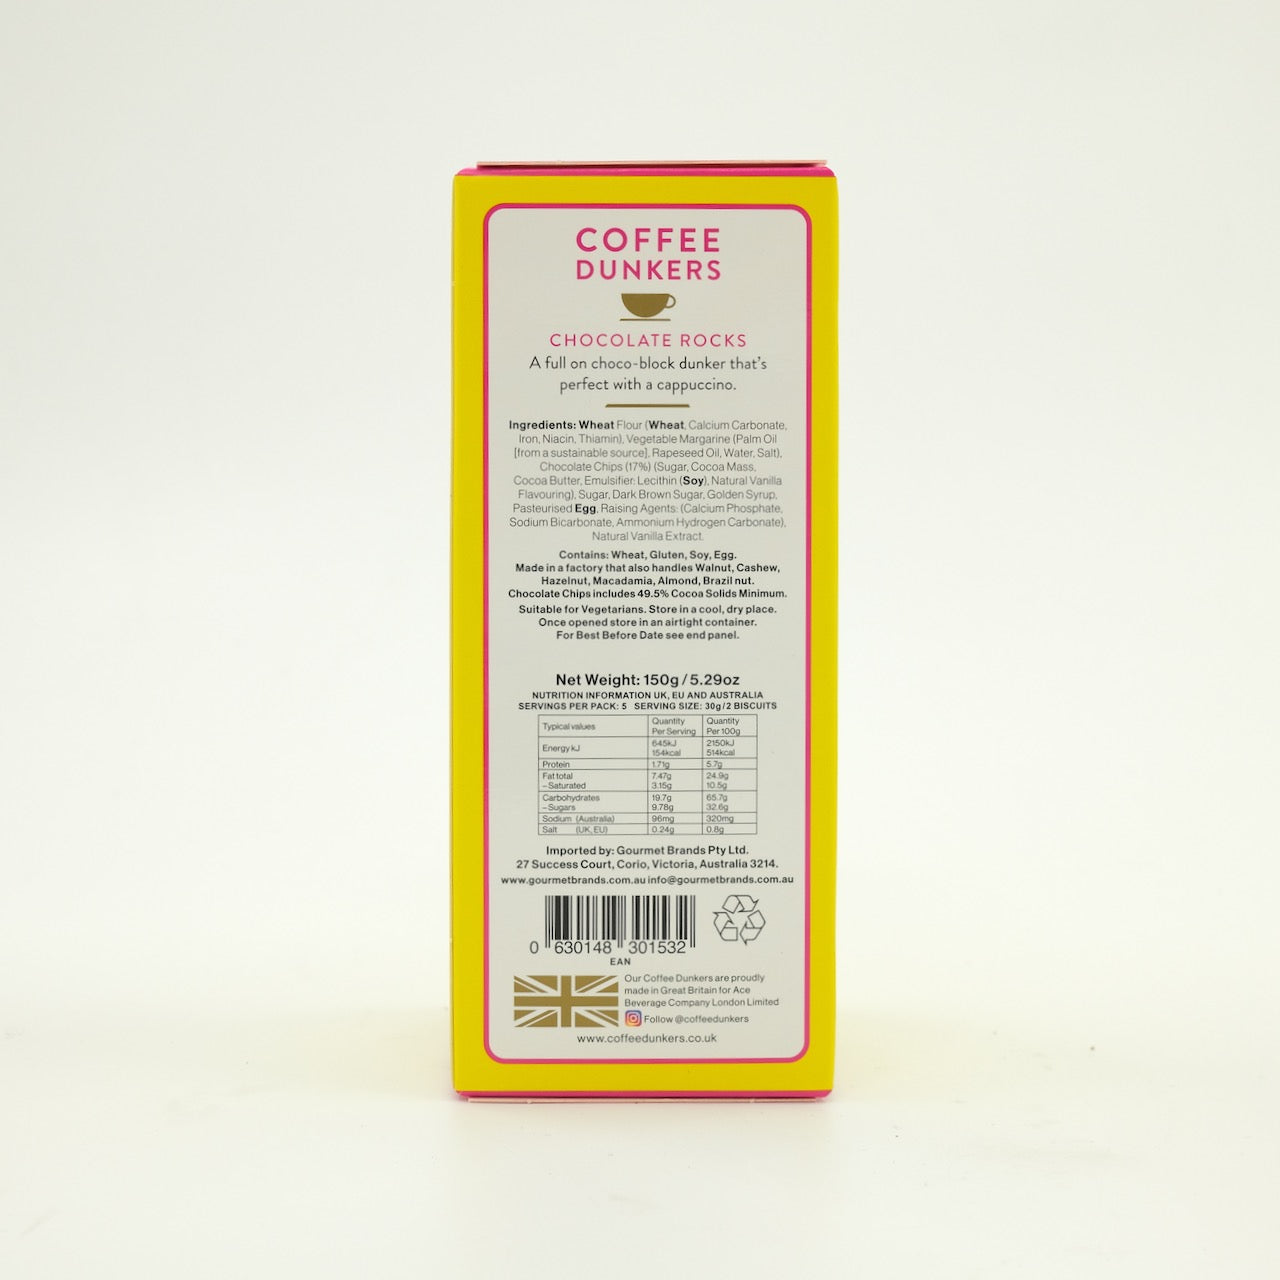 COFFEE
DUNKERS
CHOCOLATE ROCKS
A full on choco-block dunker that's
perfect with a cappuccino.
Ingredients: Wheat Flour (Wheat, Calcium Carbonate,
Iron, Niacin, Thiamin), Vegetable Margarine (Palm Oil
[from a sustainable source], Rapeseed Oil, Water, Salt),
Chocolate Chips (17%) (Sugar, Cocoa Mass,
Cocoa Butter, Emulsifier: Lecithin (Soy), Natural Vanilla
Flavouring), Sugar, Dark Brown Sugar, Golden Syrup,
Pasteurised Egg, Raising Agents: (Calcium Phosphate,
Sodium Bicarbonate, Ammonium Hydrogen Carbonate),
Natural Vanilla Extract.
Contains: Wheat, Gluten, Soy, Egg.
Made in a factory that also handles Walnut, Cashew,
Hazelnut, Macadamia, Almond, Brazil nut.
Chocolate Chips includes 49.5% Cocoa Solids Minimum.
Suitable for Vegetarians. Store in a cool, dry place.
Once opened store in an airtight container.
For Best Before Date see end panel.
Net Weight: 150g / 5.29oz
NUTRITION INFORMATION UK, EU AND AUSTRALIA
SERVINGS PER PACK: 5 SERVING SIZE: 30g/2 BISCUITS
Typical values Quantity Per Serving Quantity Per 100g
Energy kJ 645kJ 2150kJ
154kcal 514kcal
Protein 1.71g 5.7g
Fat total 7.47g 24.9g
–Saturated 3.15g 10.5g
Carbohydrates 19.7g 65.7g
–Sugars 9.78g 32.6g
Sodium (Australia) 96mg 320mg
Salt (UK, EU) 0.24g 0.8g
Imported by: Gourmet Brands Pty Ltd.
27 Success Court, Corio, Victoria, Australia 3214.
www.gourmetbrands.com.au info@gourmetbrands.com.au
0 630148 301532
EAN
Our Coffee Dunkers are proudly
made in Great Britain for Ace
Beverage Company London Limited
Follow @coffeedunkers
www.coffeedunkers.co.uk